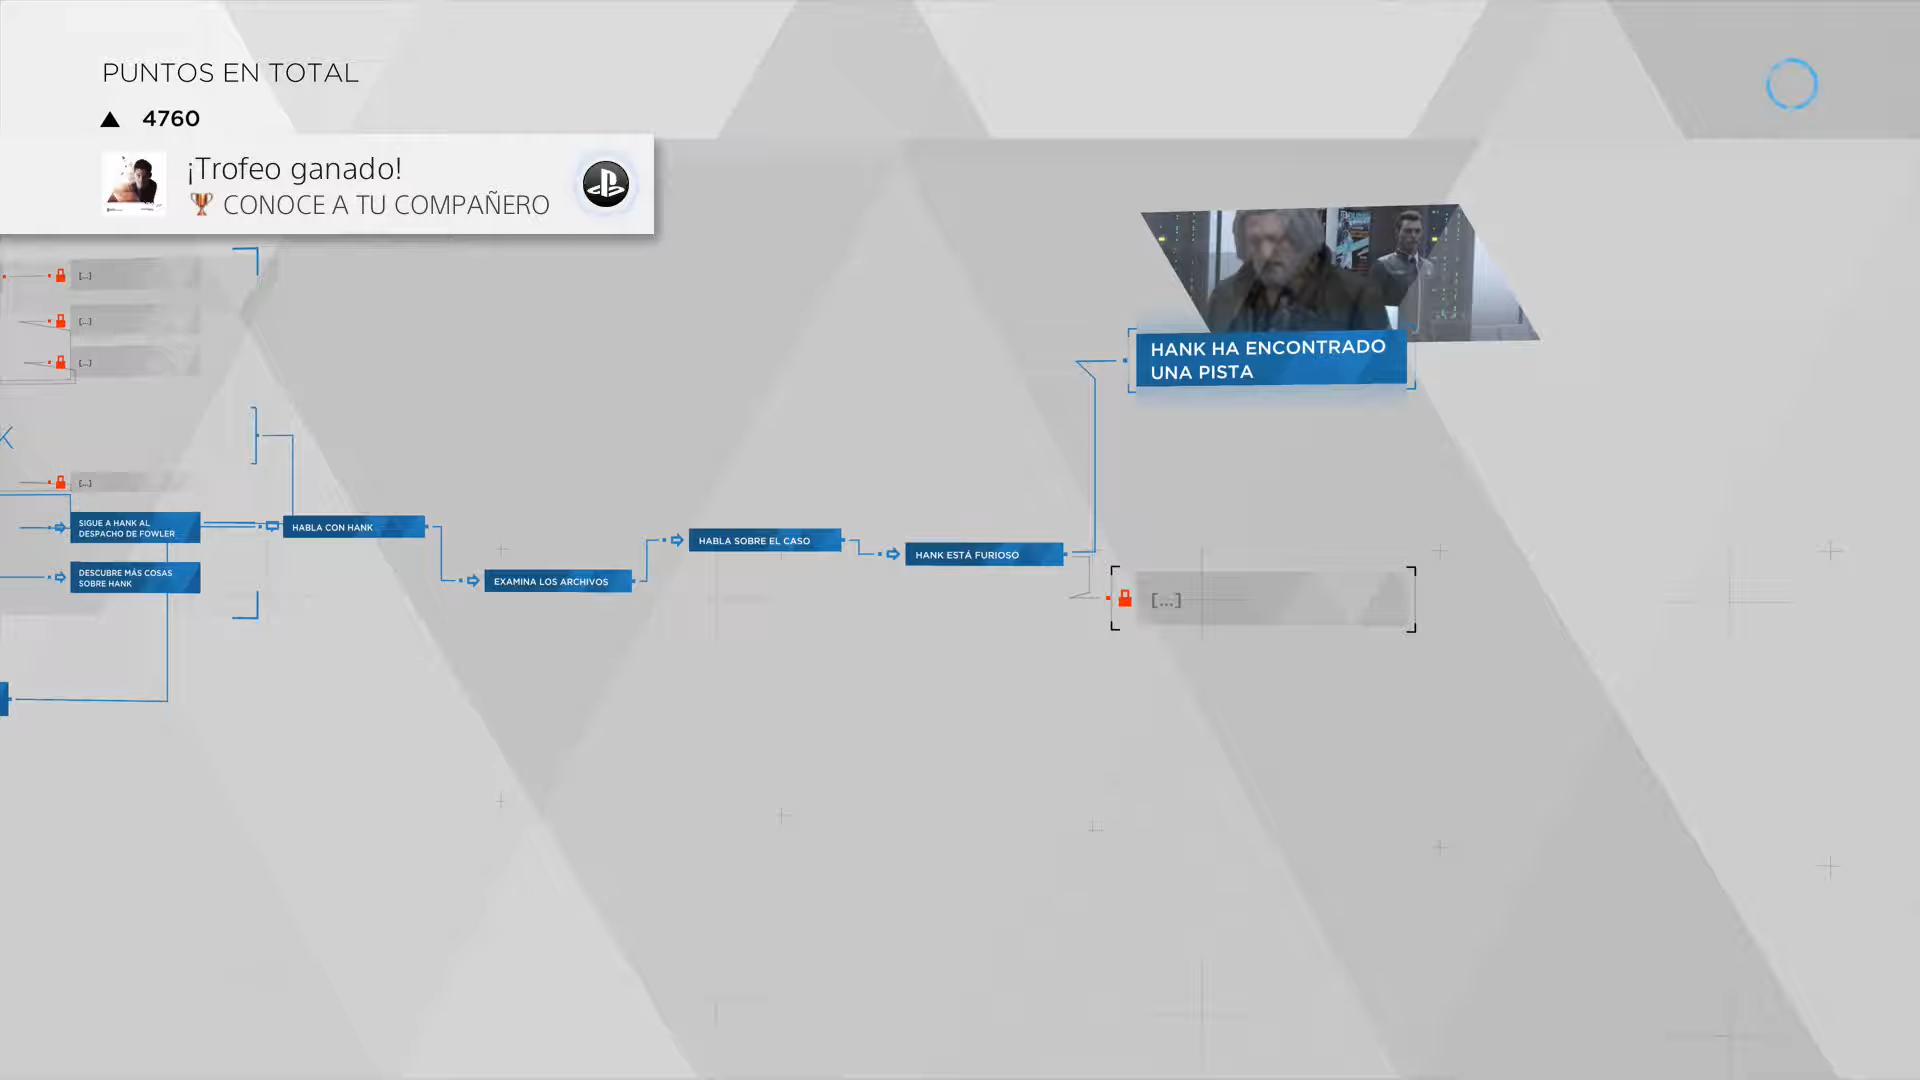 PUNTOS EN TOTAL
4760
¡Trofeo ganado!
CONOCE A TU COMPAÑERO
[...]
[...]
[...]
HANK HA ENCONTRADO
UNA PISTA
K
[...]
SIGUE A HANK AL
DESPACHO DE FOWLER
HABLA CON HANK
HABLA SOBRE EL CASO
HANK ESTÁ FURIOSO
DESCUBRE MÁS COSAS
SOBRE HANK
EXAMINA LOS ARCHIVOS
[...]